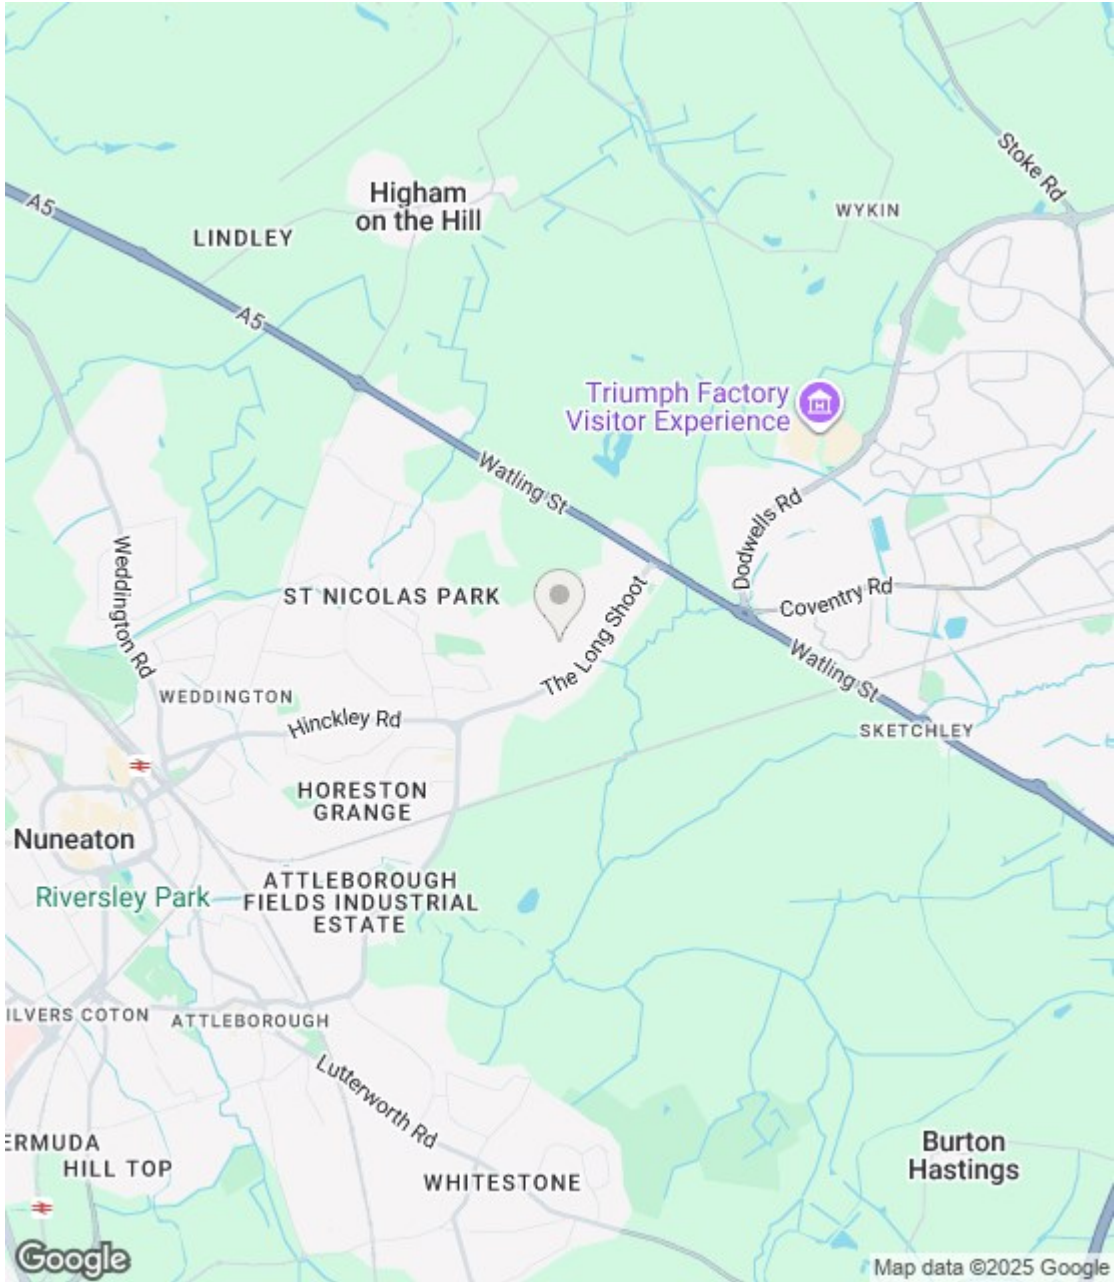 Stoke Rd
Higham
on the Hill
WYKIN
A5
LINDLEY
A5
Triumph Factory
Visitor Experience
Watling St
Dodwells Rd
Weddington Rd
ST NICOLAS PARK
The Long Shoot
Coventry Rd
Watling St
WEDDINGTON
Hinckley Rd
SKETCHLEY
HORESTON
GRANGE
Nuneaton
ATTLEBOROUGH
FIELDS INDUSTRIAL
ESTATE
Riversley Park
ILVERS COTON
ATTLEBOROUGH
Lutterworth Rd
ERMUDA
HILL TOP
Burton
Hastings
WHITESTONE
Google
Map data ©2025 Google